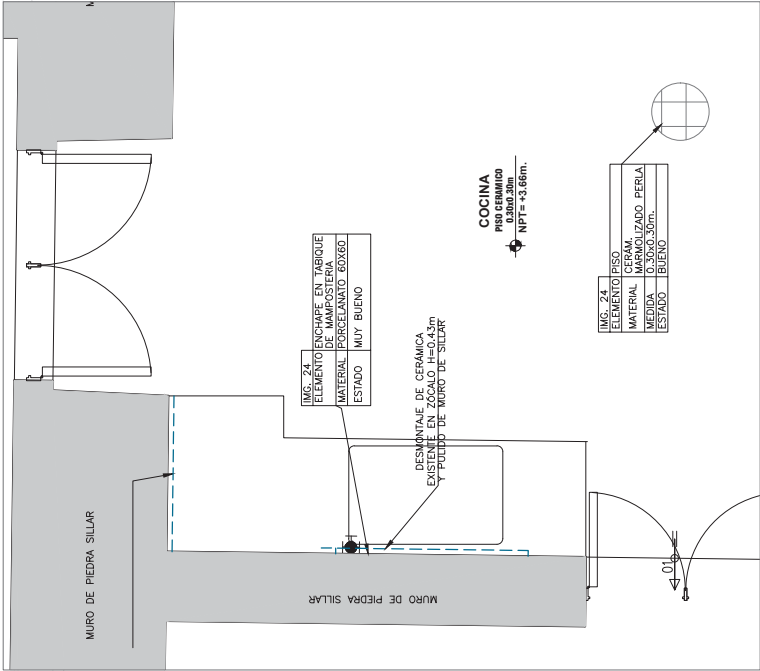 M
MURO DE PIEDRA SILLAR
IMG. 24
ELEMENTO ENCHAPE EN TABIQUE
DE MAMPOSTERIA
MATERIAL PORCELANATO 60X60
ESTADO MUY BUENO
DESMONTAJE DE CERÁMICA
EXISTENTE EN ZÓCALO H=0.43m
Y PULIDO DE MURO DE SILLAR
MURO DE PIEDRA SILLAR
COCINA
PISO CERAMICO
0.30x0.30m
NPT= +3.66m.
IMG. 24
ELEMENTO PISO
MATERIAL CERÁM.
MARMOLIZADO PERLA
MEDIDA 0.30x0.30m.
ESTADO BUENO
01